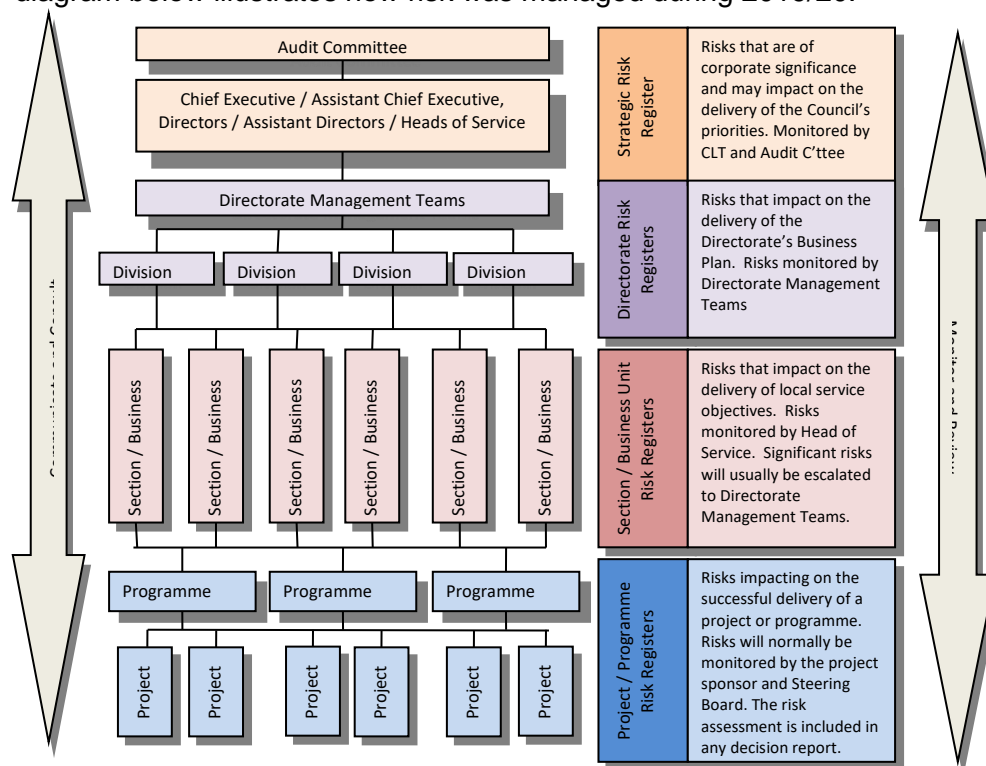 diagram below illustrates how risk was managed during
Audit Committee
Chief Executive / Assistant Chief Executive,
Directors / Assistant Directors / Heads of Service
Directorate Management Teams
Division
Division
Division
Division
Section / Business
Section / Business
Section / Business
Section / Business
Section / Business
Section / Business
Programme
Programme
Programme
Project
Project
Project
Project
Project
Project
Communicate and Consult
Strategic Risk
Register
Risks that are of
corporate significance
and may impact on the
delivery of the Council's
priorities. Monitored by
CLT and Audit C'ttee
Directorate Risk
Registers
Risks that impact on the
delivery of the
Directorate's Business
Plan. Risks monitored by
Directorate Management
Teams
Section / Business Unit
Risk Registers
Risks that impact on the
delivery of local service
objectives. Risks
monitored by Head of
Service. Significant risks
will usually be escalated
to Directorate
Management Teams.
Project / Programme
Risk Registers
Risks impacting on the
successful delivery of a
project or programme.
Risks will normally be
monitored by the project
sponsor and Steering
Board. The risk
assessment is included in
any decision report.
Monitor and Review